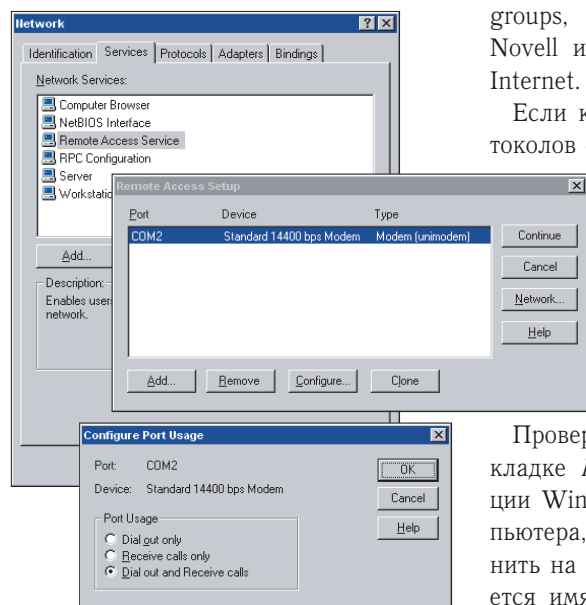 Network
Identification Services Protocols Adapters Bindings
Network Services:
Computer Browser
NetBIOS Interface
Remote Access Service
RPC Configuration
Server
Add...
Description:
Enables
network.
Remote Access Setup
Port Device Type
COM2 Standard 14400 bps Modem Modem (unimodem)
Continue
Cancel
Network...
Help
Add... Remove Configure... Clone
Configure Port Usage
Port: COM2
Device: Standard 14400 bps Modem
Port Usage
Dial out only
Receive calls only
Dial out and Receive calls
OK
Cancel
Help
groups,
Novell и
Internet.
Если
токолов
Провер
кладке
ции Win
пьютера,
нить на
ется имя